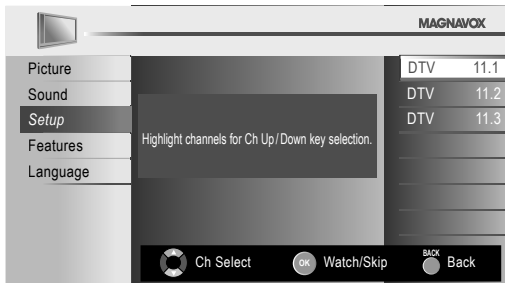 MAGNAVOX
Picture
Sound
Setup
Features
Language
Highlight channels for Ch Up / Down key selection.
DTV 11.1
DTV 11.2
DTV 11.3
Ch Select
OK Watch/Skip
BACK Back